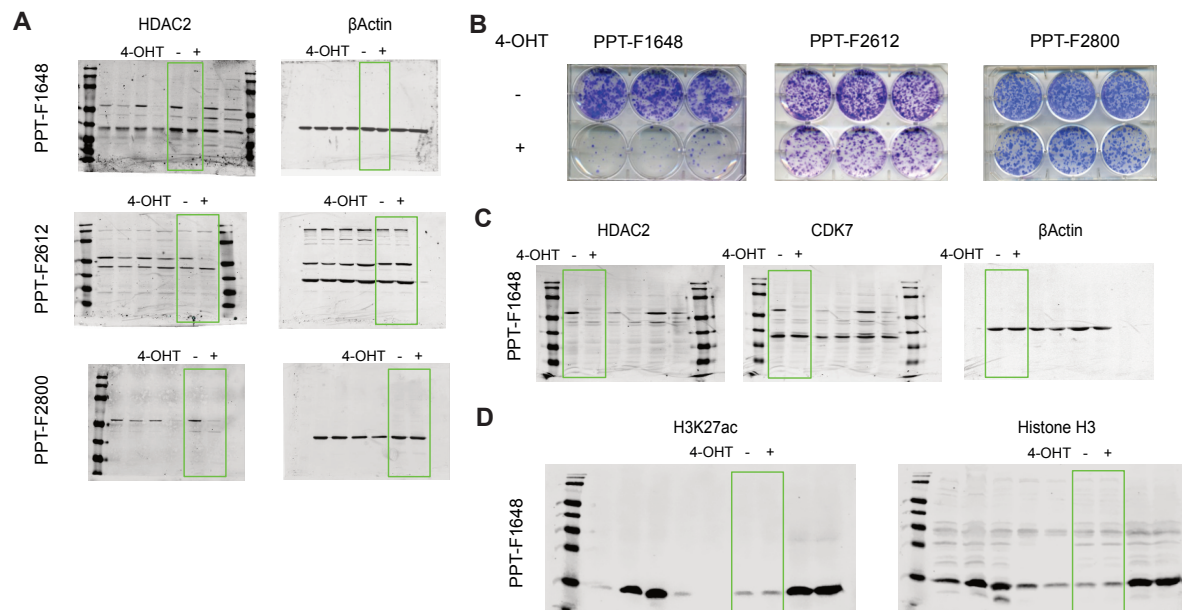 A
HDAC2
βActin
4-OHT - +
4-OHT - +
PPT-F1648
4-OHT - +
4-OHT - +
PPT-F2612
4-OHT - +
4-OHT - +
PPT-F2800
B
4-OHT
PPT-F1648
PPT-F2612
PPT-F2800
-
+
C
HDAC2
CDK7
βActin
4-OHT - +
4-OHT - +
4-OHT - +
PPT-F1648
D
H3K27ac
Histone H3
4-OHT - +
4-OHT - +
PPT-F1648